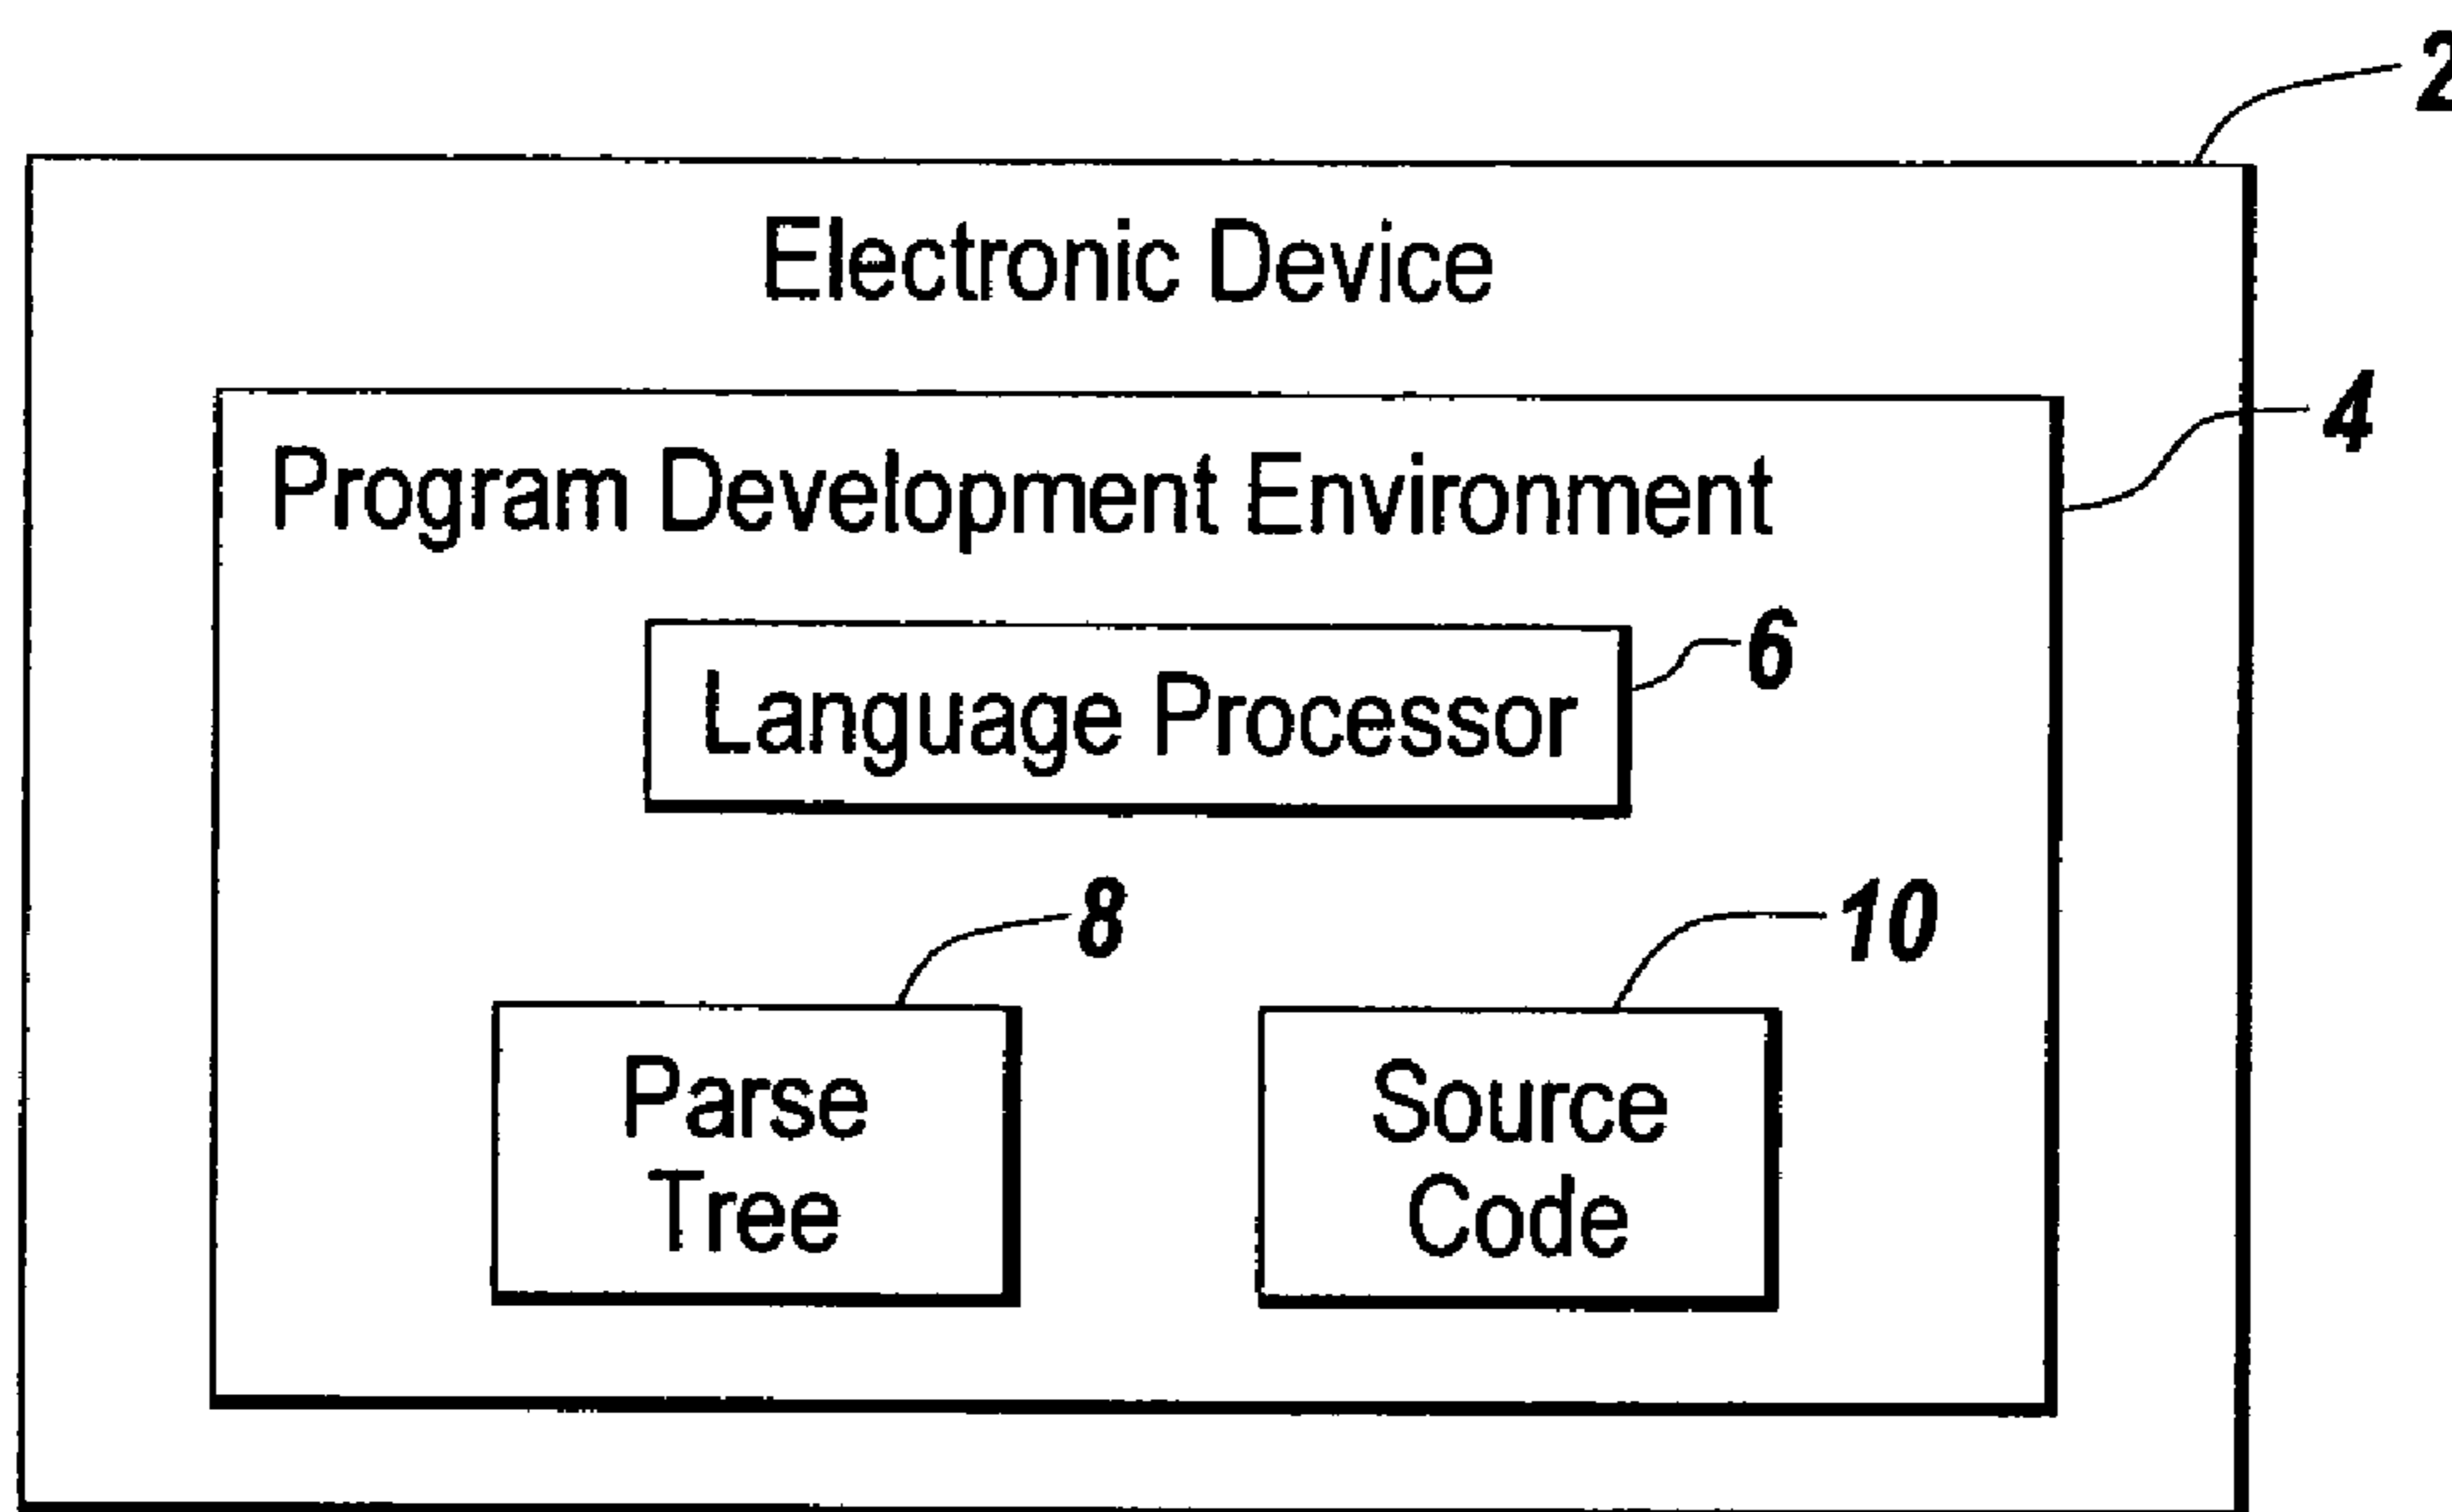 2
Electronic Device
4
Program Development Environment
6
Language Processor
8
10
Parse
Tree
Source
Code